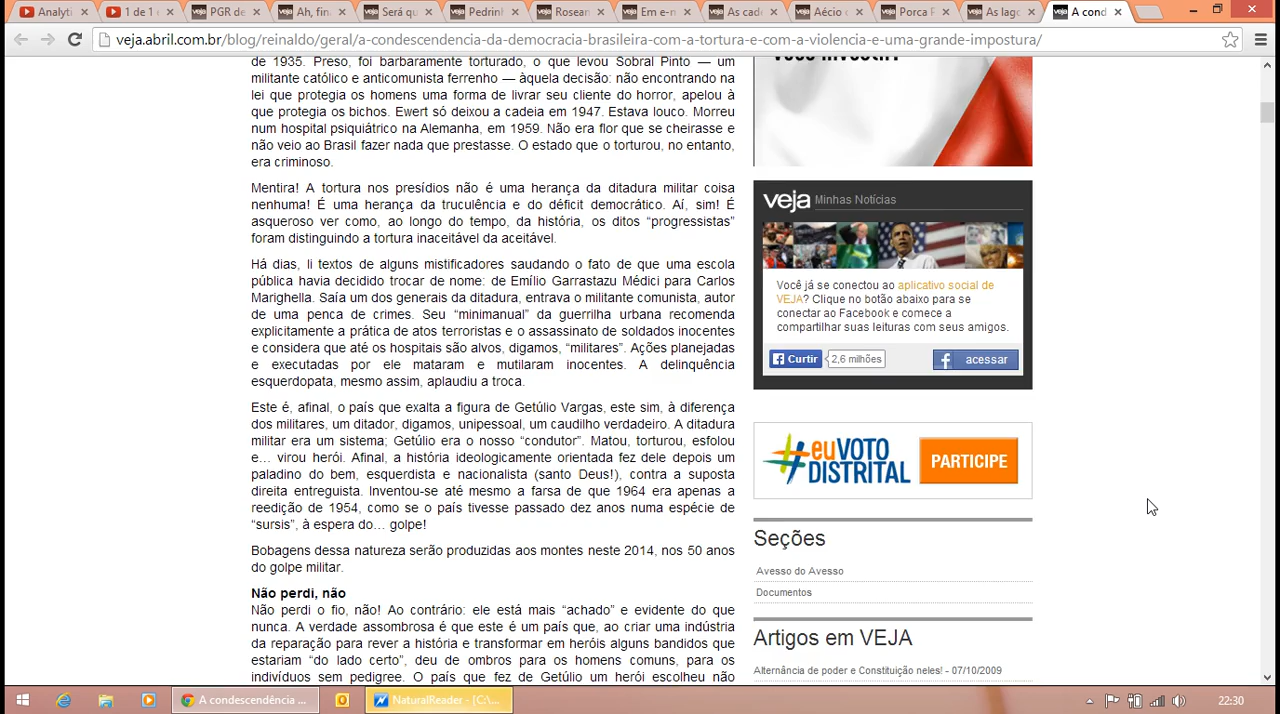 Analyti
1 de 1
PGR de
Ah, fina
Será qu
Pedrinh
Rosean
Em e-n
As cade
Aécio c
Porca P
As lago
A cond
veja.abril.com.br/blog/reinaldo/geral/a-condescendencia-da-democracia-brasileira-com-a-tortura-e-com-a-violencia-e-uma-grande-impostura/
de 1935. Preso, foi barbaramente torturado, o que levou Sobral Pinto — um
militante católico e anticomunista ferrenho — àquela decisão: não encontrando na
lei que protegia os homens uma forma de livrar seu cliente do horror, apelou à
que protegia os bichos. Ewert só deixou a cadeia em 1947. Estava louco. Morreu
num hospital psiquiátrico na Alemanha, em 1959. Não era flor que se cheirasse e
não veio ao Brasil fazer nada que prestasse. O estado que o torturou, no entanto,
era criminoso.
Mentira! A tortura nos presídios não é uma herança da ditadura militar coisa
nenhuma! É uma herança da truculência e do déficit democrático. Aí, sim! É
asqueroso ver como, ao longo do tempo, da história, os ditos “progressistas”
foram distinguindo a tortura inaceitável da aceitável.
Há dias, li textos de alguns mistificadores saudando o fato de que uma escola
pública havia decidido trocar de nome: de Emílio Garrastazu Médici para Carlos
Marighella. Saía um dos generais da ditadura, entrava o militante comunista, autor
de uma penca de crimes. Seu “minimanual” da guerrilha urbana recomenda
explicitamente a prática de atos terroristas e o assassinato de soldados inocentes
e considera que até os hospitais são alvos, digamos, “militares”. Ações planejadas
e executadas por ele mataram e mutilaram inocentes. A delinquência
esquerdopata, mesmo assim, aplaudiu a troca.
Este é, afinal, o país que exalta a figura de Getúlio Vargas, este sim, à diferença
dos militares, um ditador, digamos, unipessoal, um caudilho verdadeiro. A ditadura
militar era um sistema; Getúlio era o nosso “condutor”. Matou, torturou, esfolou
e… virou herói. Afinal, a história ideologicamente orientada fez dele depois um
paladino do bem, esquerdista e nacionalista (santo Deus!), contra a suposta
direita entreguista. Inventou-se até mesmo a farsa de que 1964 era apenas a
reedição de 1954, como se o país tivesse passado dez anos numa espécie de
“sursis”, à espera do… golpe!
Bobagens dessa natureza serão produzidas aos montes neste 2014, nos 50 anos
do golpe militar.
Não perdi, não
Não perdi o fio, não! Ao contrário: ele está mais “achado” e evidente do que
nunca. A verdade assombrosa é que este é um país que, ao criar uma indústria
da reparação para rever a história e transformar em heróis alguns bandidos que
estariam “do lado certo”, deu de ombros para os homens comuns, para os
indivíduos sem pedigree. O país que fez de Getúlio um herói escolheu não
veja Minhas Notícias
Você já se conectou ao aplicativo social de
VEJA? Clique no botão abaixo para se
conectar ao Facebook e comece a
compartilhar suas leituras com seus amigos.
Curtir 2,6 milhões
acessar
#euVOTO
DISTRITAL
PARTICIPE
Seções
Avesso do Avesso
Documentos
Artigos em VEJA
Alternância de poder e Constituição neles! - 07/10/2009
A condescendência ...
NaturalReader - [C:\...
22:30